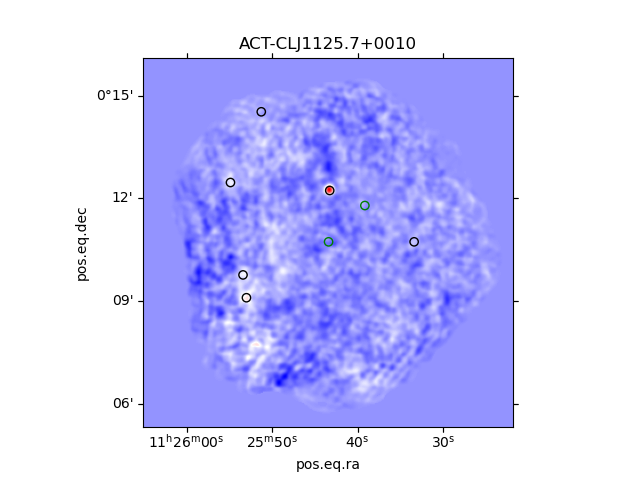 ACT-CLJ1125.7+0010
0°15'
12'
09'
06'
pos.eq.dec
11ʰ26ᵐ00ˢ 25ᵐ50ˢ 40ˢ 30ˢ
pos.eq.ra